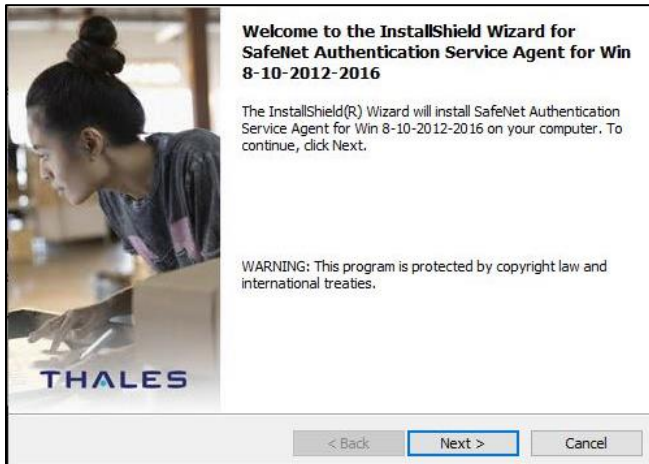 Welcome to the InstallShield Wizard for
SafeNet Authentication Service Agent for Win
8-10-2012-2016
The InstallShield(R) Wizard will install SafeNet Authentication
Service Agent for Win 8-10-2012-2016 on your computer. To
continue, click Next.
WARNING: This program is protected by copyright law and
international treaties.
THALES
< Back
Next >
Cancel